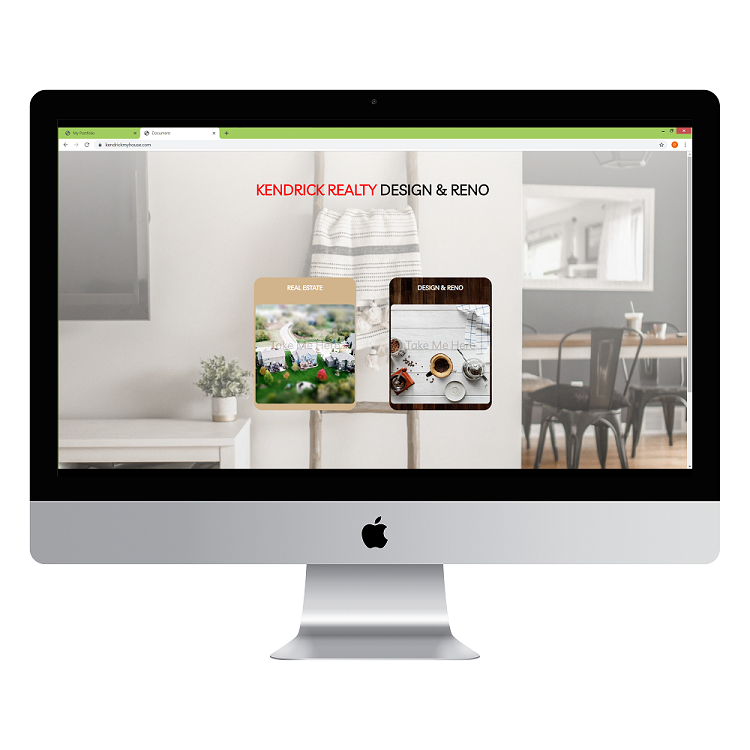 My Portfolio
Document
kendrickmyhouse.com
KENDRICK REALTY DESIGN & RENO
REAL ESTATE
DESIGN & RENO
Take Me Here
Take Me Here